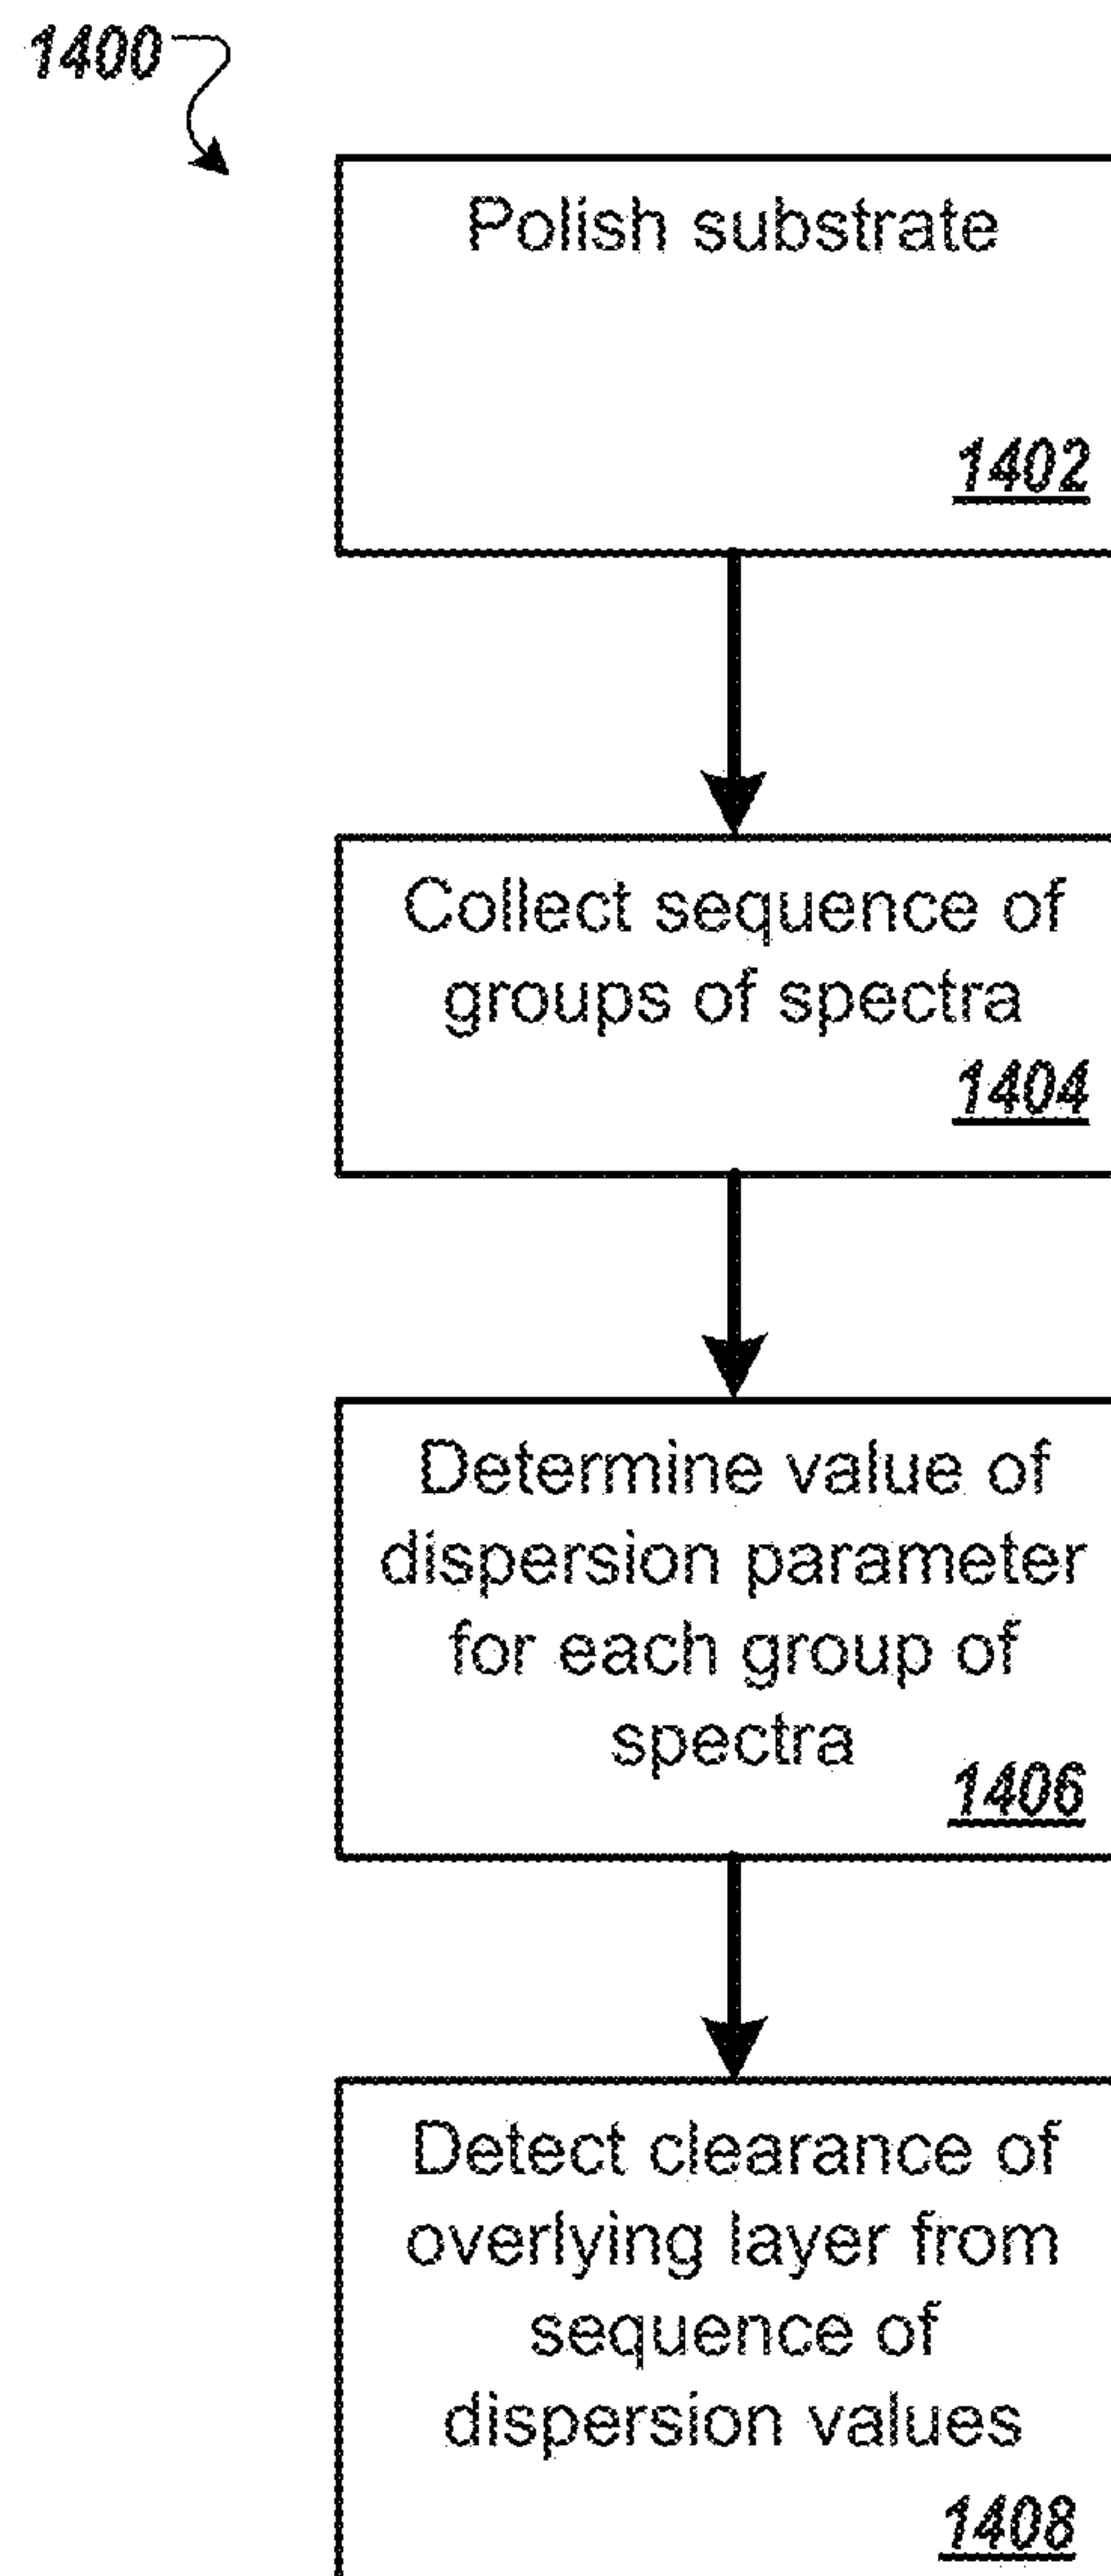 1400
Polish substrate
1402
Collect sequence of
groups of spectra
1404
Determine value of
dispersion parameter
for each group of
spectra
1406
Detect clearance of
overlying layer from
sequence of
dispersion values
1408